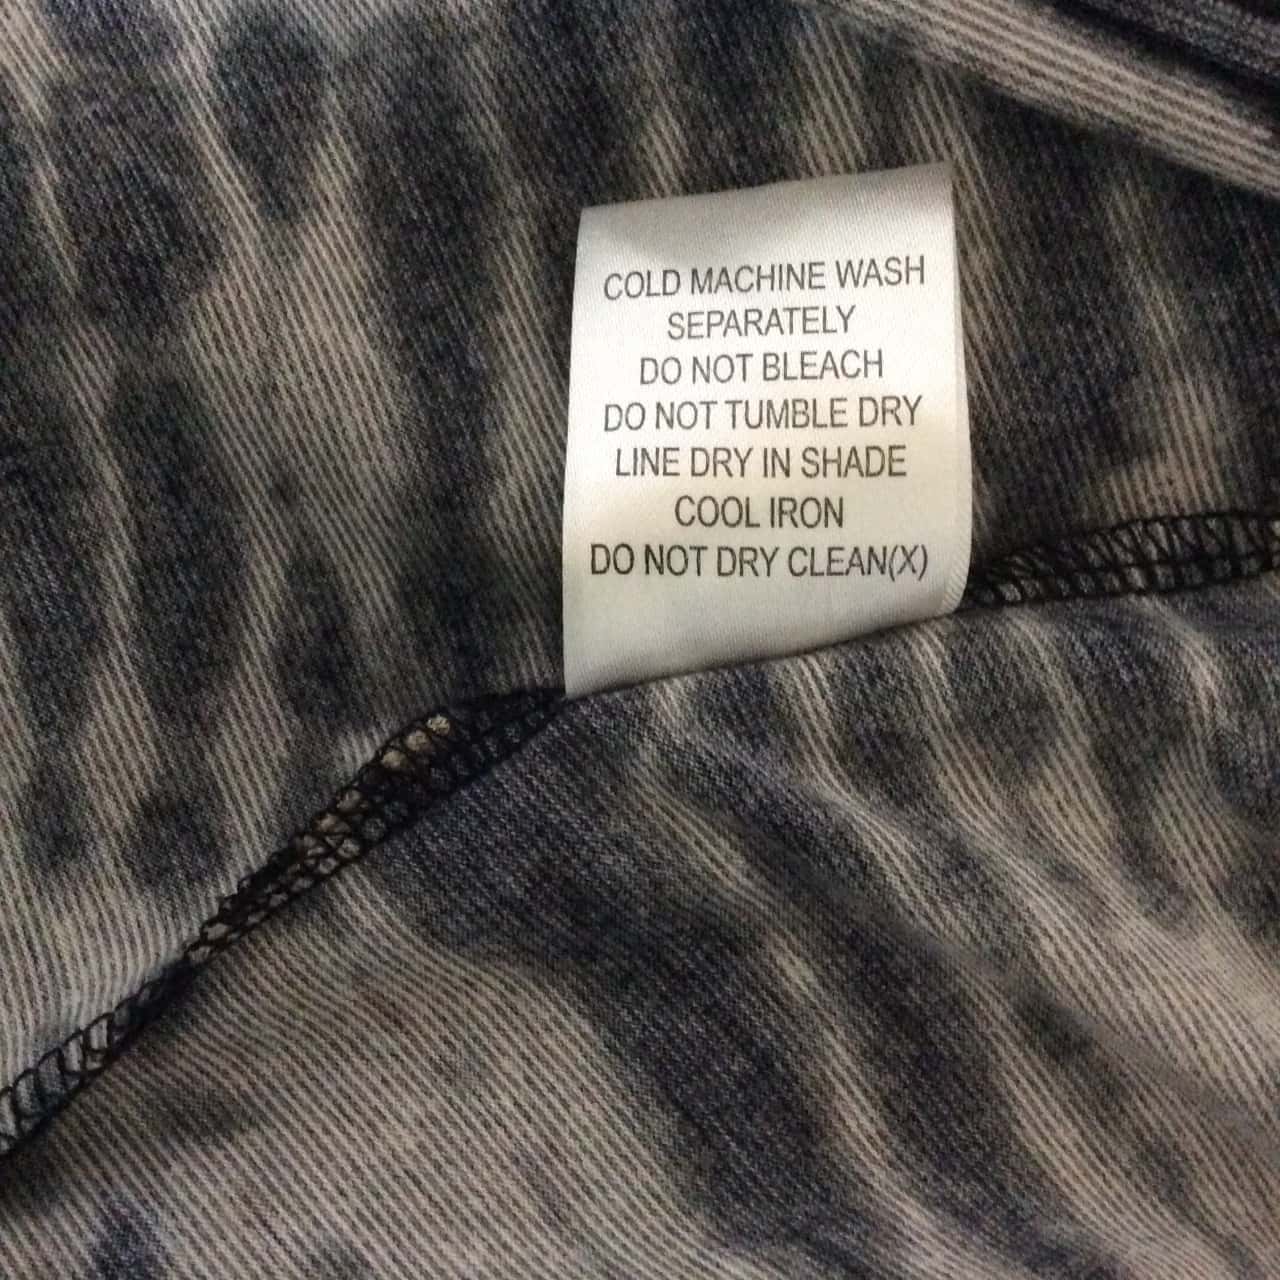 COLD MACHINE WASH
SEPARATELY
DO NOT BLEACH
DO NOT TUMBLE DRY
LINE DRY IN SHADE
COOL IRON
DO NOT DRY CLEAN(X)